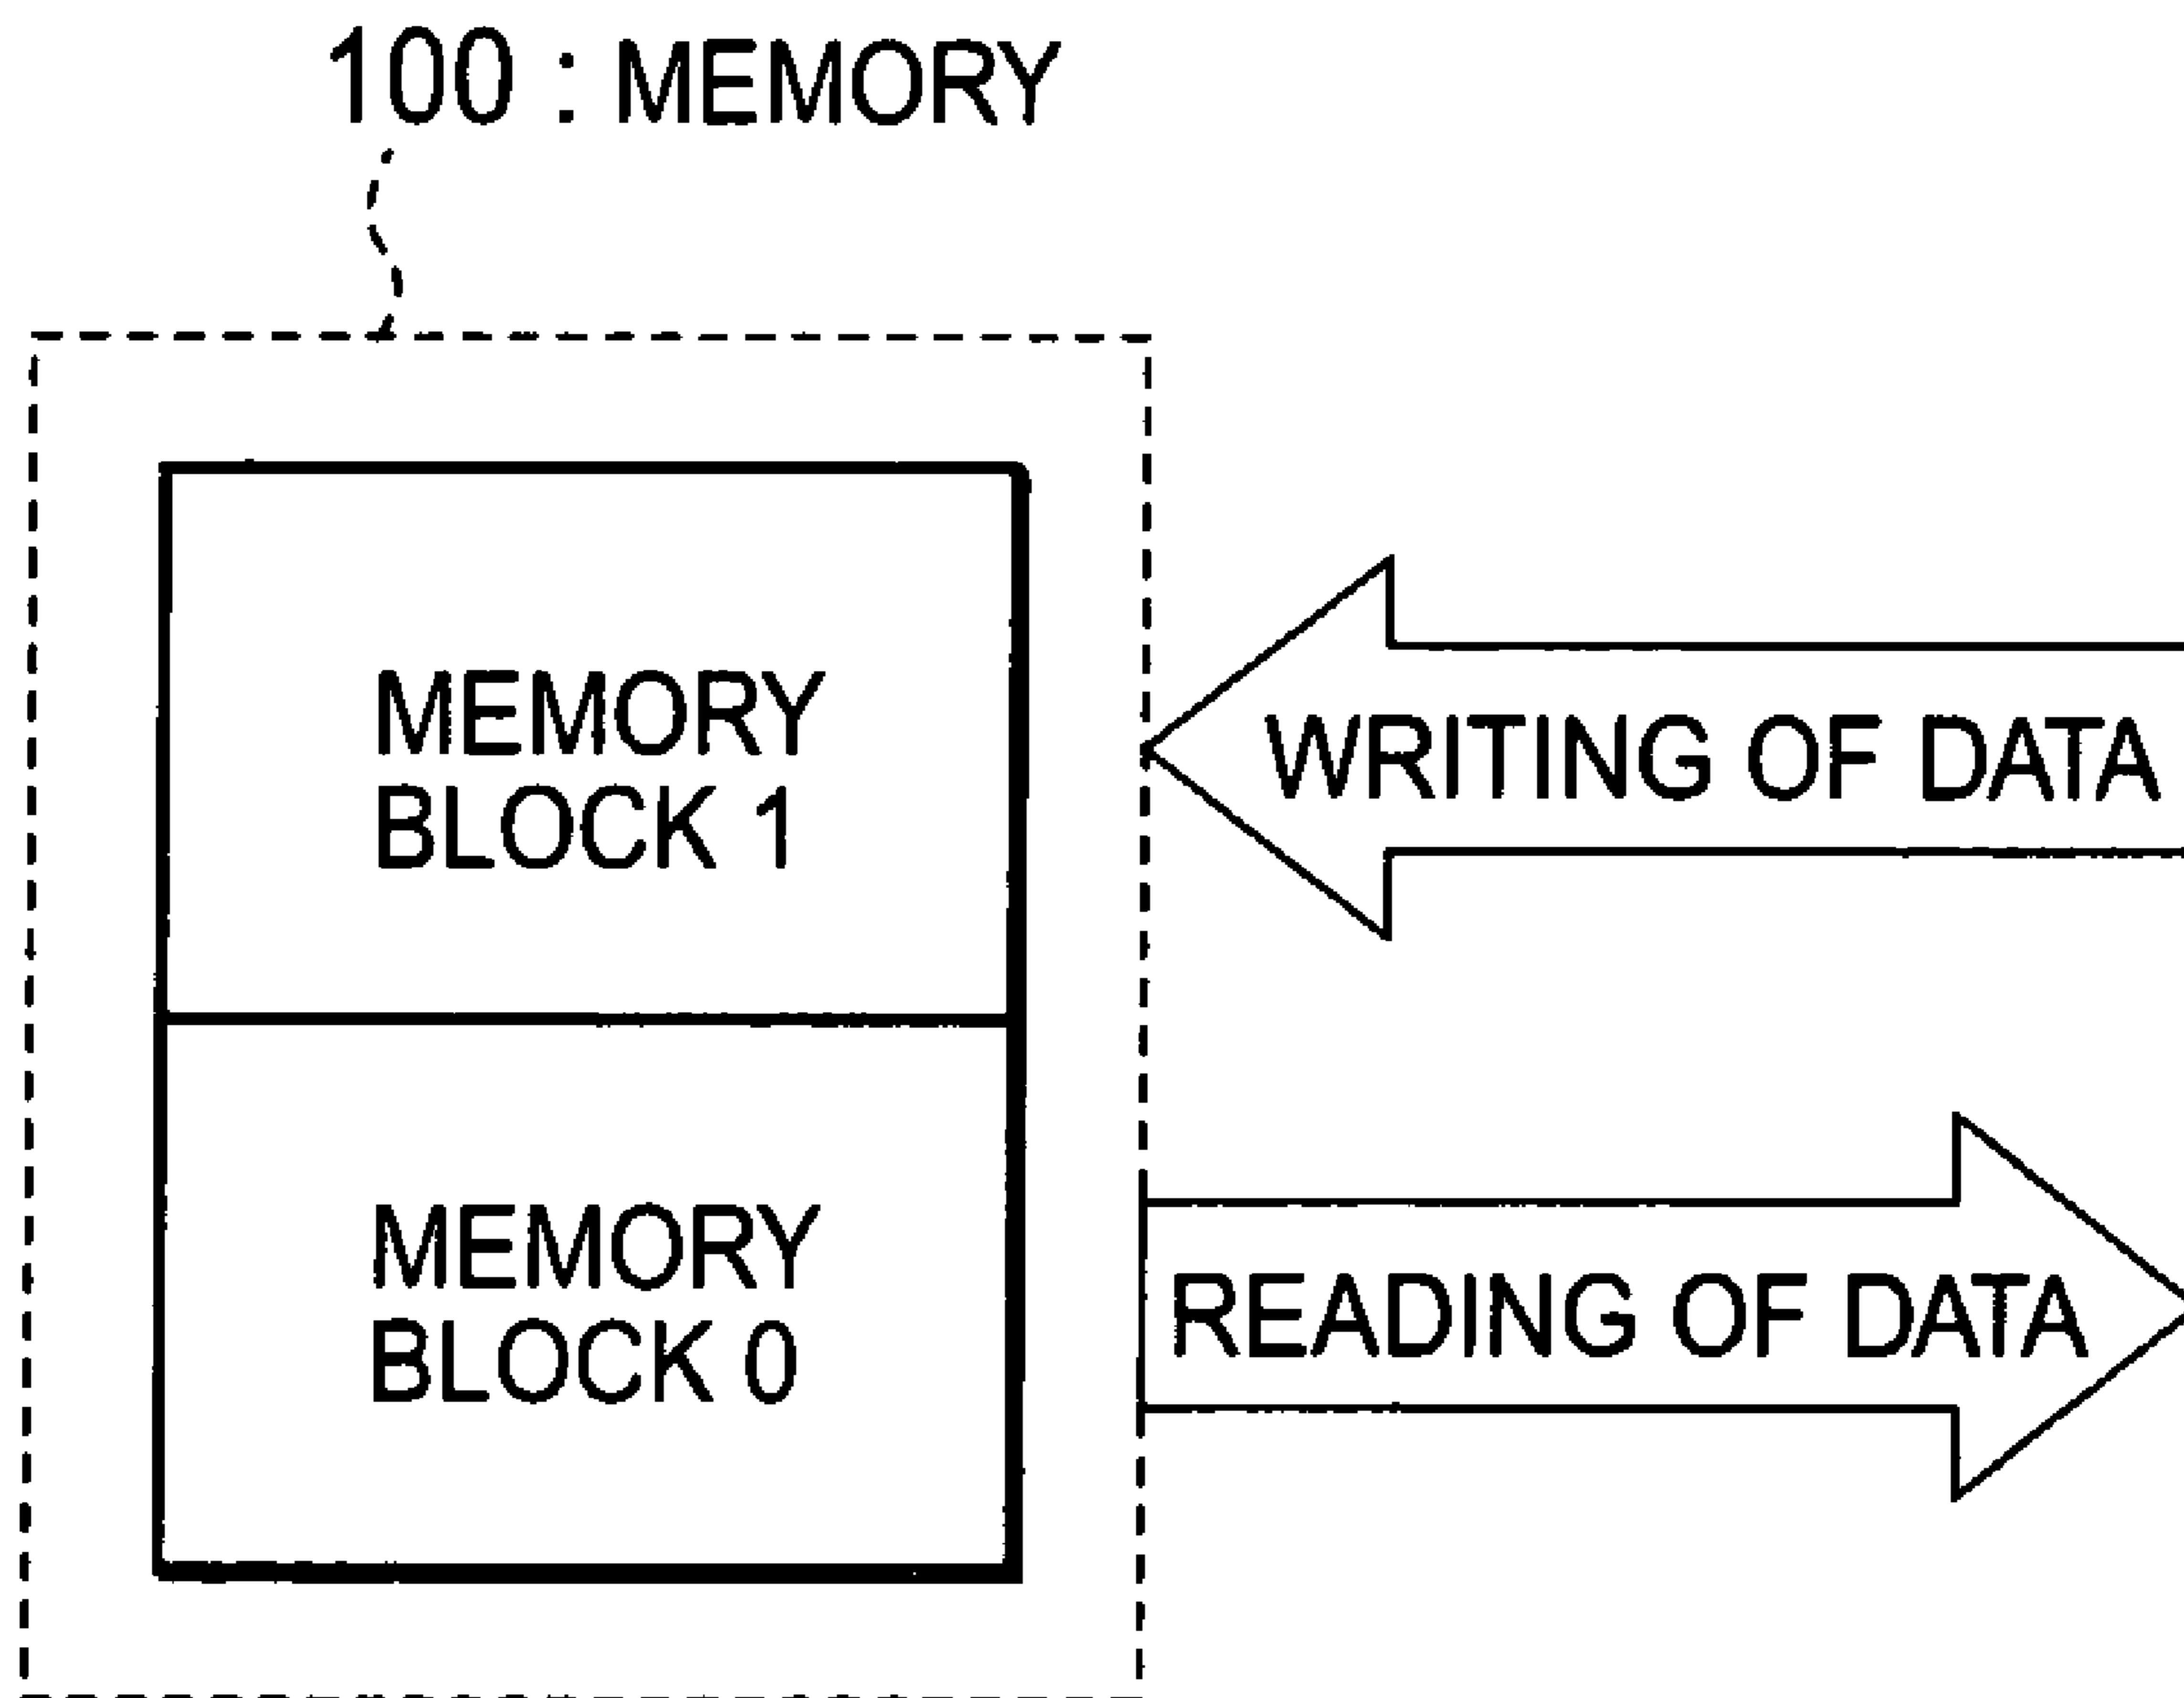 100 : MEMORY
MEMORY
BLOCK 1
WRITING OF DATA
MEMORY
BLOCK 0
READING OF DATA